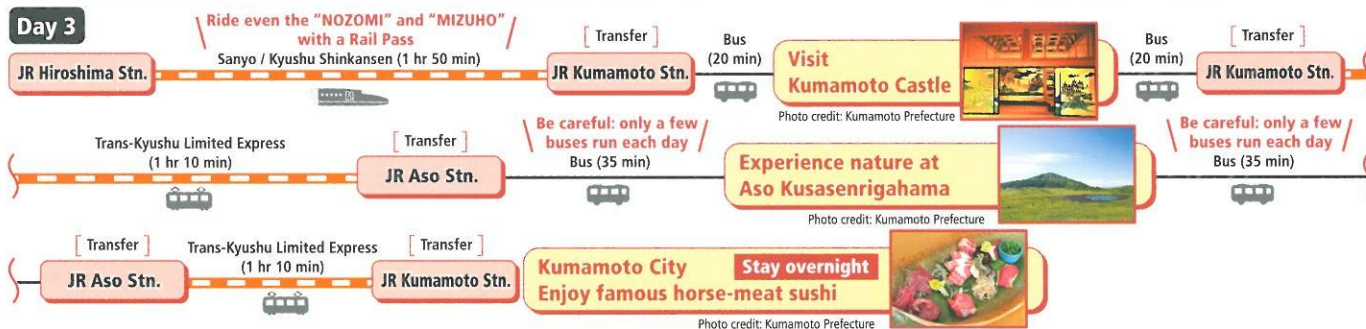 Day 3
Ride even the “NOZOMI” and “MIZUHO”
with a Rail Pass
JR Hiroshima Stn.
Sanyo / Kyushu Shinkansen (1 hr 50 min)
[ Transfer ]
JR Kumamoto Stn.
Bus
(20 min)
Visit
Kumamoto Castle
Photo credit: Kumamoto Prefecture
Bus
(20 min)
[ Transfer ]
JR Kumamoto Stn.
Trans-Kyushu Limited Express
(1 hr 10 min)
[ Transfer ]
JR Aso Stn.
Be careful: only a few
buses run each day
Bus (35 min)
Experience nature at
Aso Kusasenrigahama
Photo credit: Kumamoto Prefecture
Be careful: only a few
buses run each day
Bus (35 min)
[ Transfer ]
JR Aso Stn.
Trans-Kyushu Limited Express
(1 hr 10 min)
[ Transfer ]
JR Kumamoto Stn.
Kumamoto City
Stay overnight
Enjoy famous horse-meat sushi
Photo credit: Kumamoto Prefecture